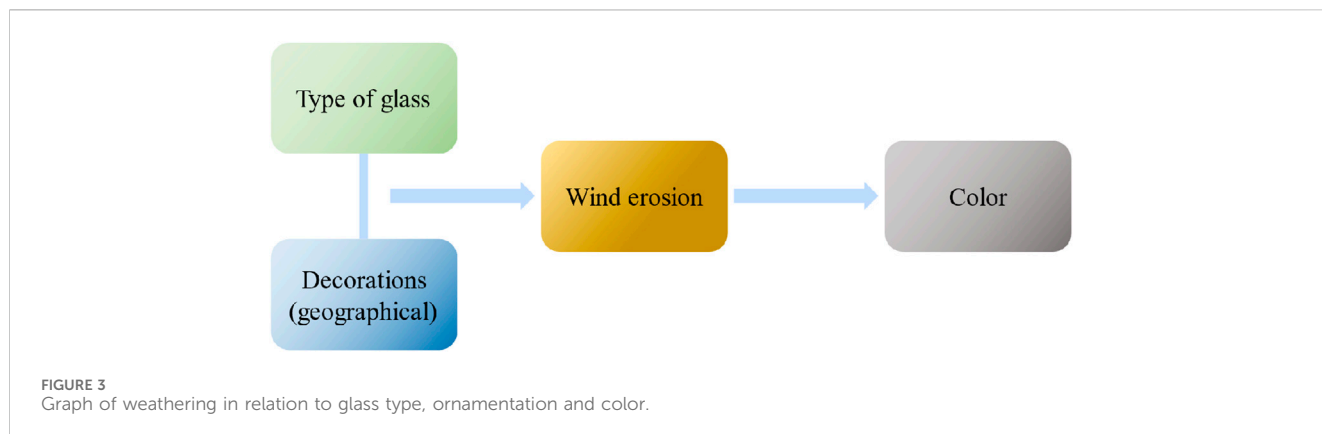 Type of glass
Wind erosion
Color
Decorations
(geographical)
FIGURE 3
Graph of weathering in relation to glass type, ornamentation and color.